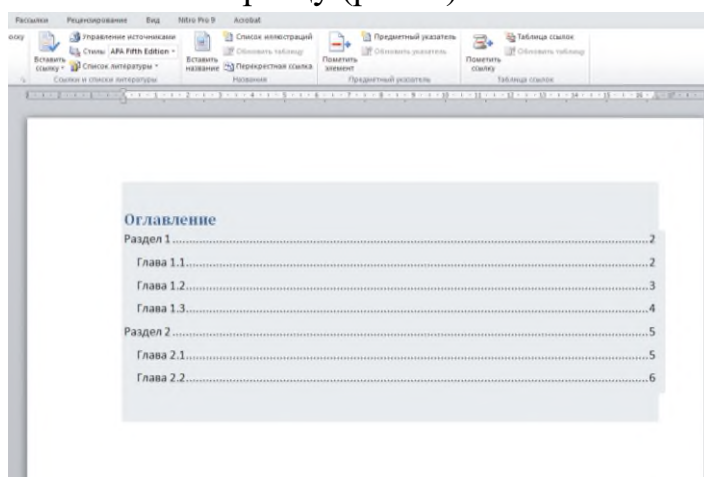 Рассылки Рецензирование Вид Nitro Pro 9 Acrobat
Управление источниками
Стиль: APA Fifth Edition
Список литературы
Вставить ссылку
Ссылки и списки литературы
Вставить название
Список иллюстраций
Обновить таблицу
Перекрестная ссылка
Названия
Пометить элемент
Предметный указатель
Обновить указатель
Предметный указатель
Пометить ссылку
Таблица ссылок
Обновить таблицу
Таблица ссылок
Оглавление
Раздел 1 2
Глава 1.1 2
Глава 1.2 3
Глава 1.3 4
Раздел 2 5
Глава 2.1 5
Глава 2.2 6